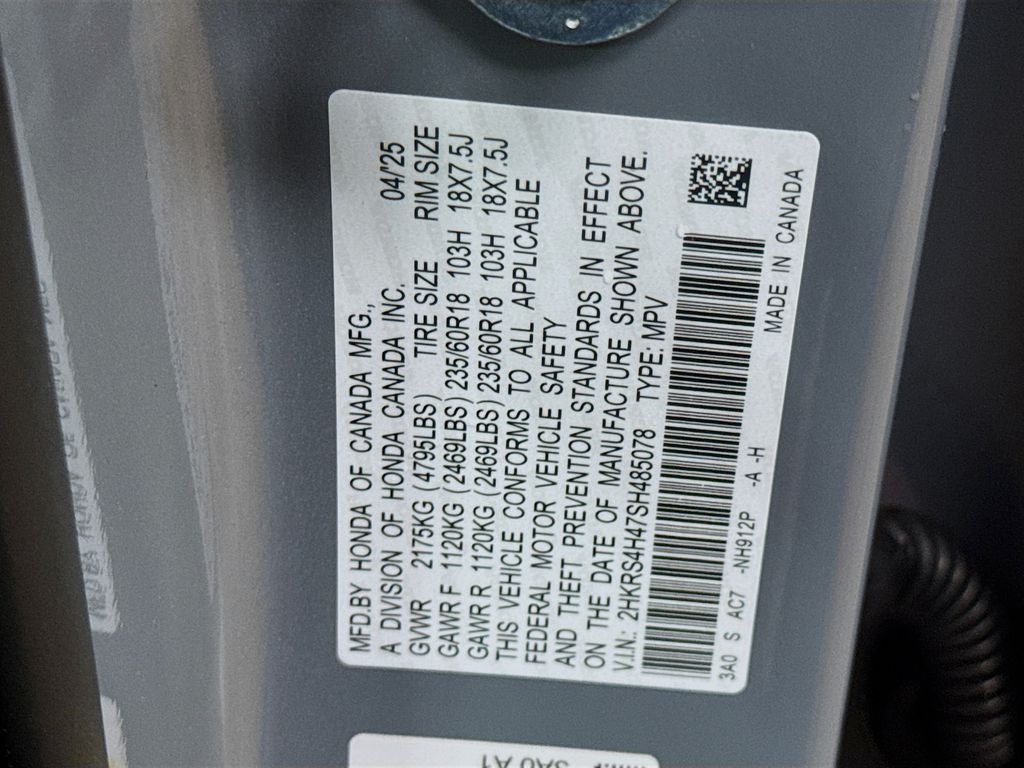 MFD.BY HONDA OF CANADA MFG.,
A DIVISION OF HONDA CANADA INC. 04/'25
GVWR 2175KG (4795LBS) TIRE SIZE RIM SIZE
GAWR F 1120KG (2469LBS) 235/60R18 103H 18X7.5J
GAWR R 1120KG (2469LBS) 235/60R18 103H 18X7.5J
THIS VEHICLE CONFORMS TO ALL APPLICABLE
FEDERAL MOTOR VEHICLE SAFETY
AND THEFT PREVENTION STANDARDS IN EFFECT
ON THE DATE OF MANUFACTURE SHOWN ABOVE.
V.I.N.: 2HKRS4H47SH485078 TYPE: MPV
3A0 S AC7 -NH912P -A -H MADE IN CANADA
3A0 A1